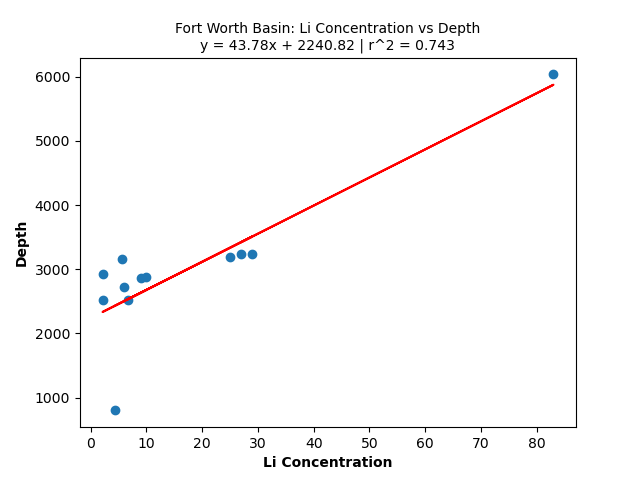 Fort Worth Basin: Li Concentration vs Depth
y = 43.78x + 2240.82 | r^2 = 0.743
6000
5000
4000
3000
2000
1000
Depth
0 10 20 30 40 50 60 70 80
Li Concentration